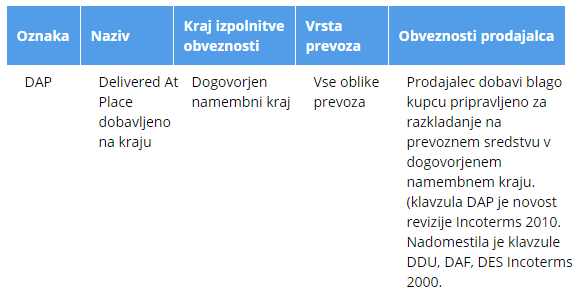 Oznaka
Naziv
Kraj izpolnitve
obveznosti
Vrsta
prevoza
Obveznosti prodajalca
DAP
Delivered At
Place
dobavljeno
na kraju
Dogovorjen
namembni kraj
Vse oblike
prevoza
Prodajalec dobavi blago
kupcu pripravljeno za
razkladanje na
prevoznem sredstvu v
dogovorjenem
namembnem kraju.
(klavzula DAP je novost
revizije Incoterms 2010.
Nadomestila je klavzule
DDU, DAF, DES Incoterms
2000.